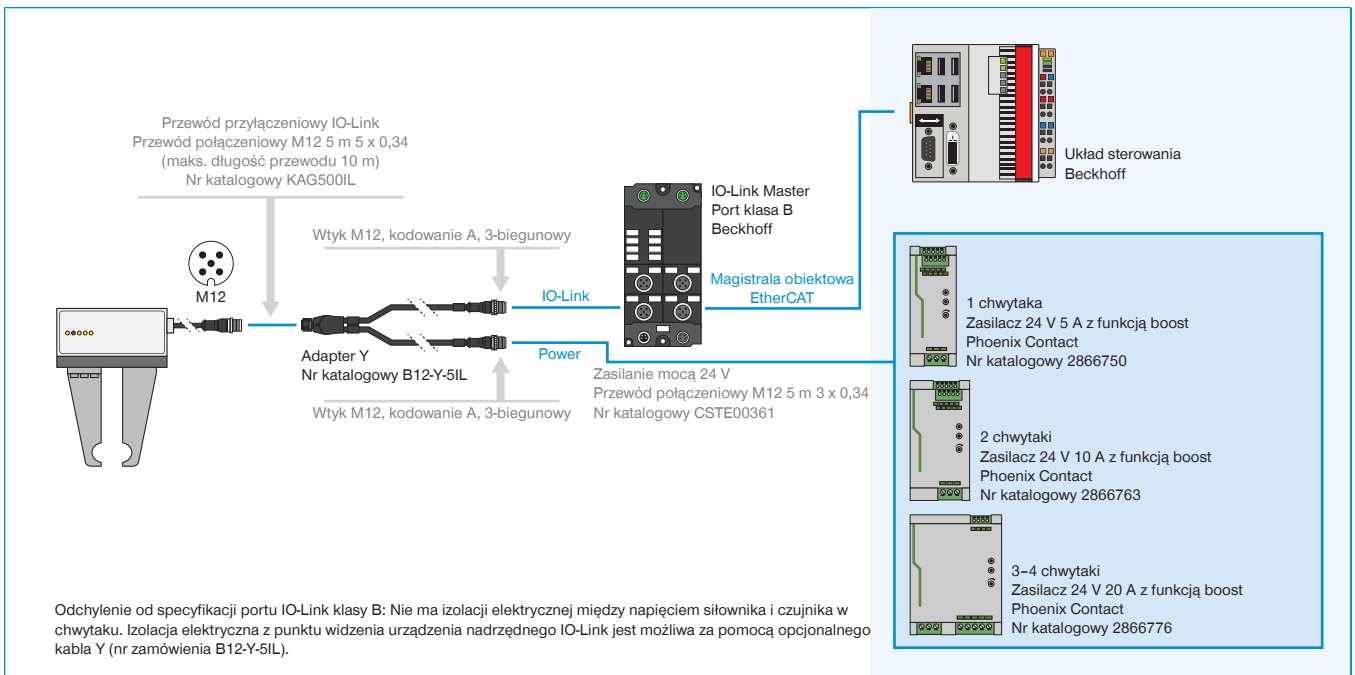 Przewód przyłączeniowy IO-Link
Przewód połączeniowy M12 5 m 5 x 0,34
(maks. długość przewodu 10 m)
Nr katalogowy KAG500IL
M12
Wtyk M12, kodowanie A, 3-biegunowy
Adapter Y
Nr katalogowy B12-Y-5IL
Wtyk M12, kodowanie A, 3-biegunowy
IO-Link
Power
IO-Link Master
Port klasa B
Beckhoff
Magistrala obiektowa
EtherCAT
Zasilanie mocą 24 V
Przewód połączeniowy M12 5 m 3 x 0,34
Nr katalogowy CSTE00361
Układ sterowania
Beckhoff
1 chwytaka
Zasilacz 24 V 5 A z funkcją boost
Phoenix Contact
Nr katalogowy 2866750
2 chwytaki
Zasilacz 24 V 10 A z funkcją boost
Phoenix Contact
Nr katalogowy 2866763
3–4 chwytaki
Zasilacz 24 V 20 A z funkcją boost
Phoenix Contact
Nr katalogowy 2866776
Odchylenie od specyfikacji portu IO-Link klasy B: Nie ma izolacji elektrycznej między napięciem siłownika i czujnika w
chwytaku. Izolacja elektryczna z punktu widzenia urządzenia nadrzędnego IO-Link jest możliwa za pomocą opcjonalnego
kabla Y (nr zamówienia B12-Y-5IL).